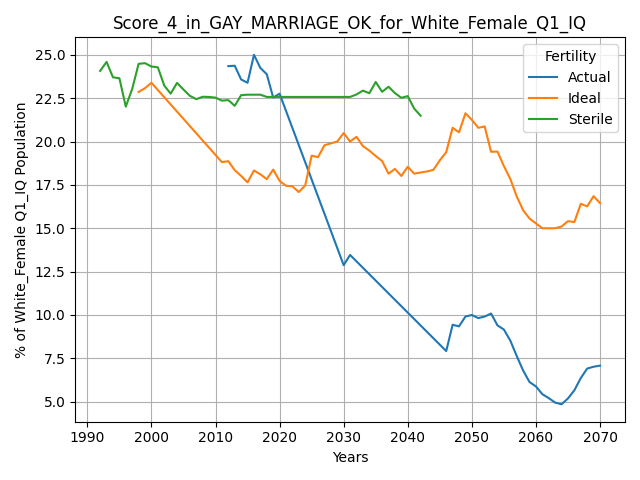 Score_4_in_GAY_MARRIAGE_OK_for_White_Female_Q1_IQ
Fertility
Actual
Ideal
Sterile
% of White_Female Q1_IQ Population
25.0
22.5
20.0
17.5
15.0
12.5
10.0
7.5
5.0
1990 2000 2010 2020 2030 2040 2050 2060 2070
Years